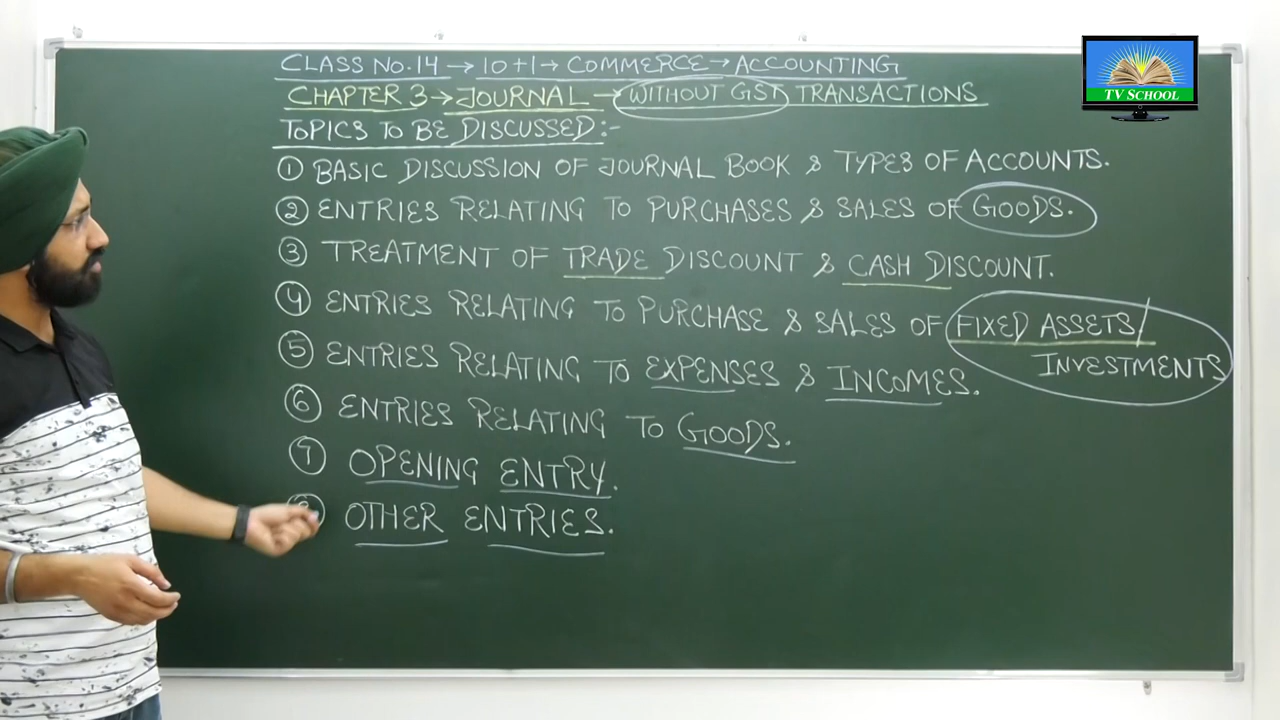 CLASS NO.14 → 10+1 → COMMERCE → ACCOUNTING
CHAPTER 3 → JOURNAL → WITHOUT GST TRANSACTIONS
TOPICS TO BE DISCUSSED:-
① BASIC DISCUSSION OF JOURNAL BOOK & TYPES OF ACCOUNTS.
② ENTRIES RELATING TO PURCHASES & SALES OF GOODS.
③ TREATMENT OF TRADE DISCOUNT & CASH DISCOUNT.
④ ENTRIES RELATING TO PURCHASE & SALES OF FIXED ASSETS/
INVESTMENTS
⑤ ENTRIES RELATING TO EXPENSES & INCOMES.
⑥ ENTRIES RELATING TO GOODS.
⑦ OPENING ENTRY.
⑧ OTHER ENTRIES.
TV SCHOOL